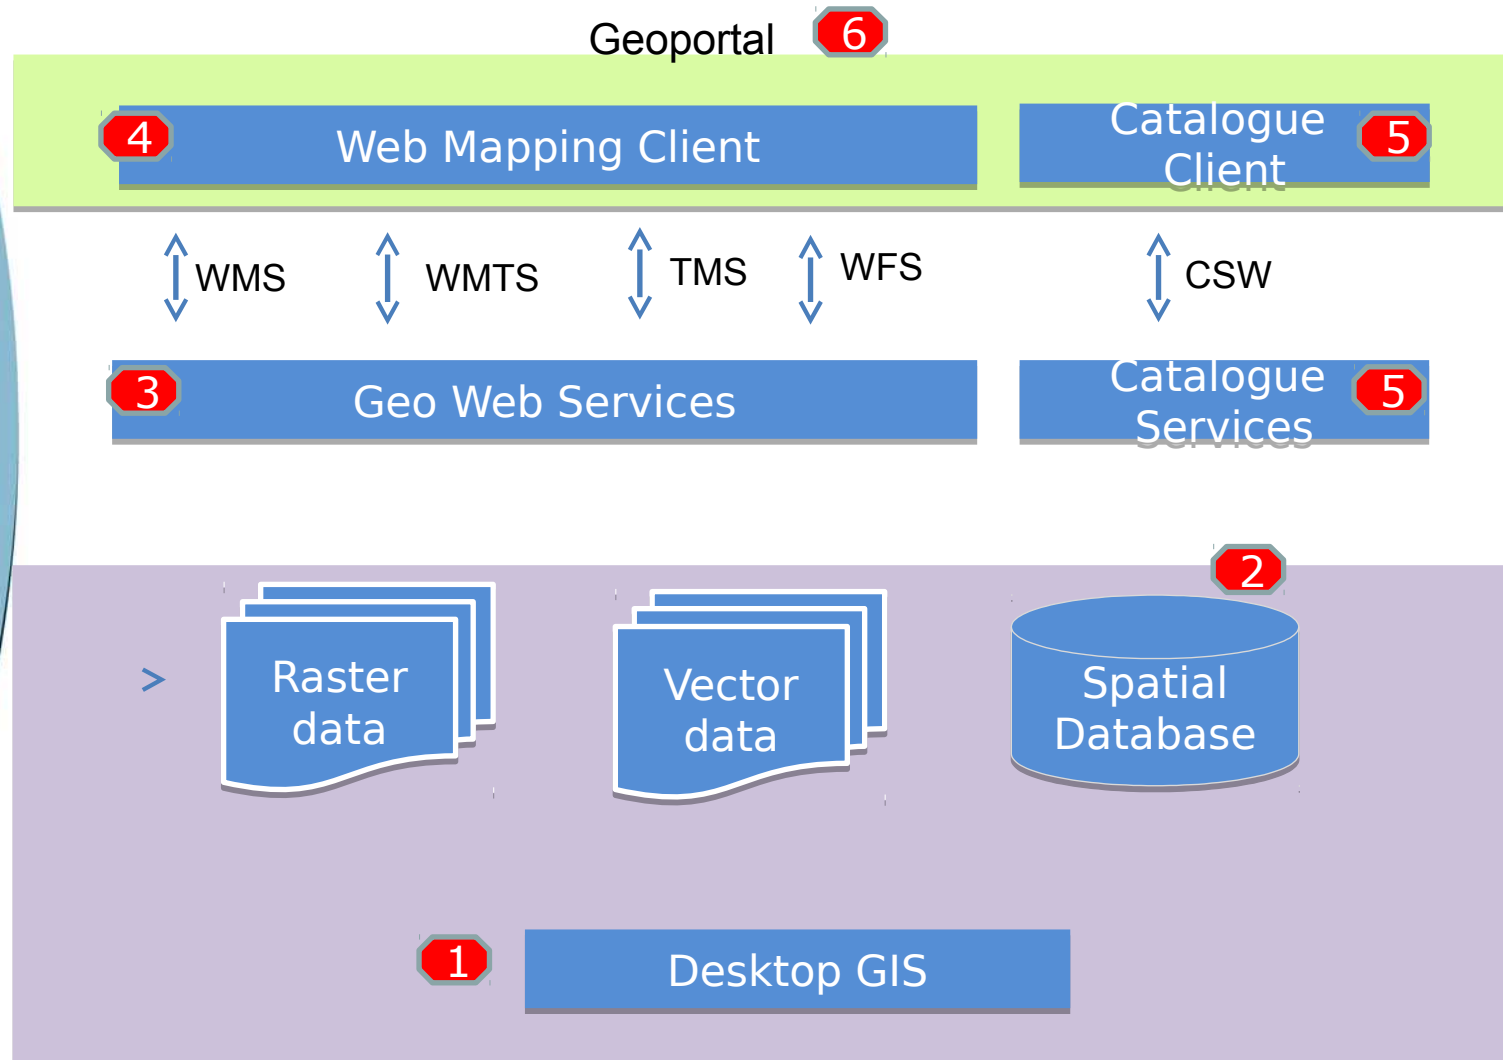 Geoportal 6
4 Web Mapping Client
Catalogue
Client
5
WMS
WMTS
TMS
WFS
CSW
3 Geo Web Services
Catalogue
Services
5
2
Raster
data
Vector
data
Spatial
Database
1 Desktop GIS